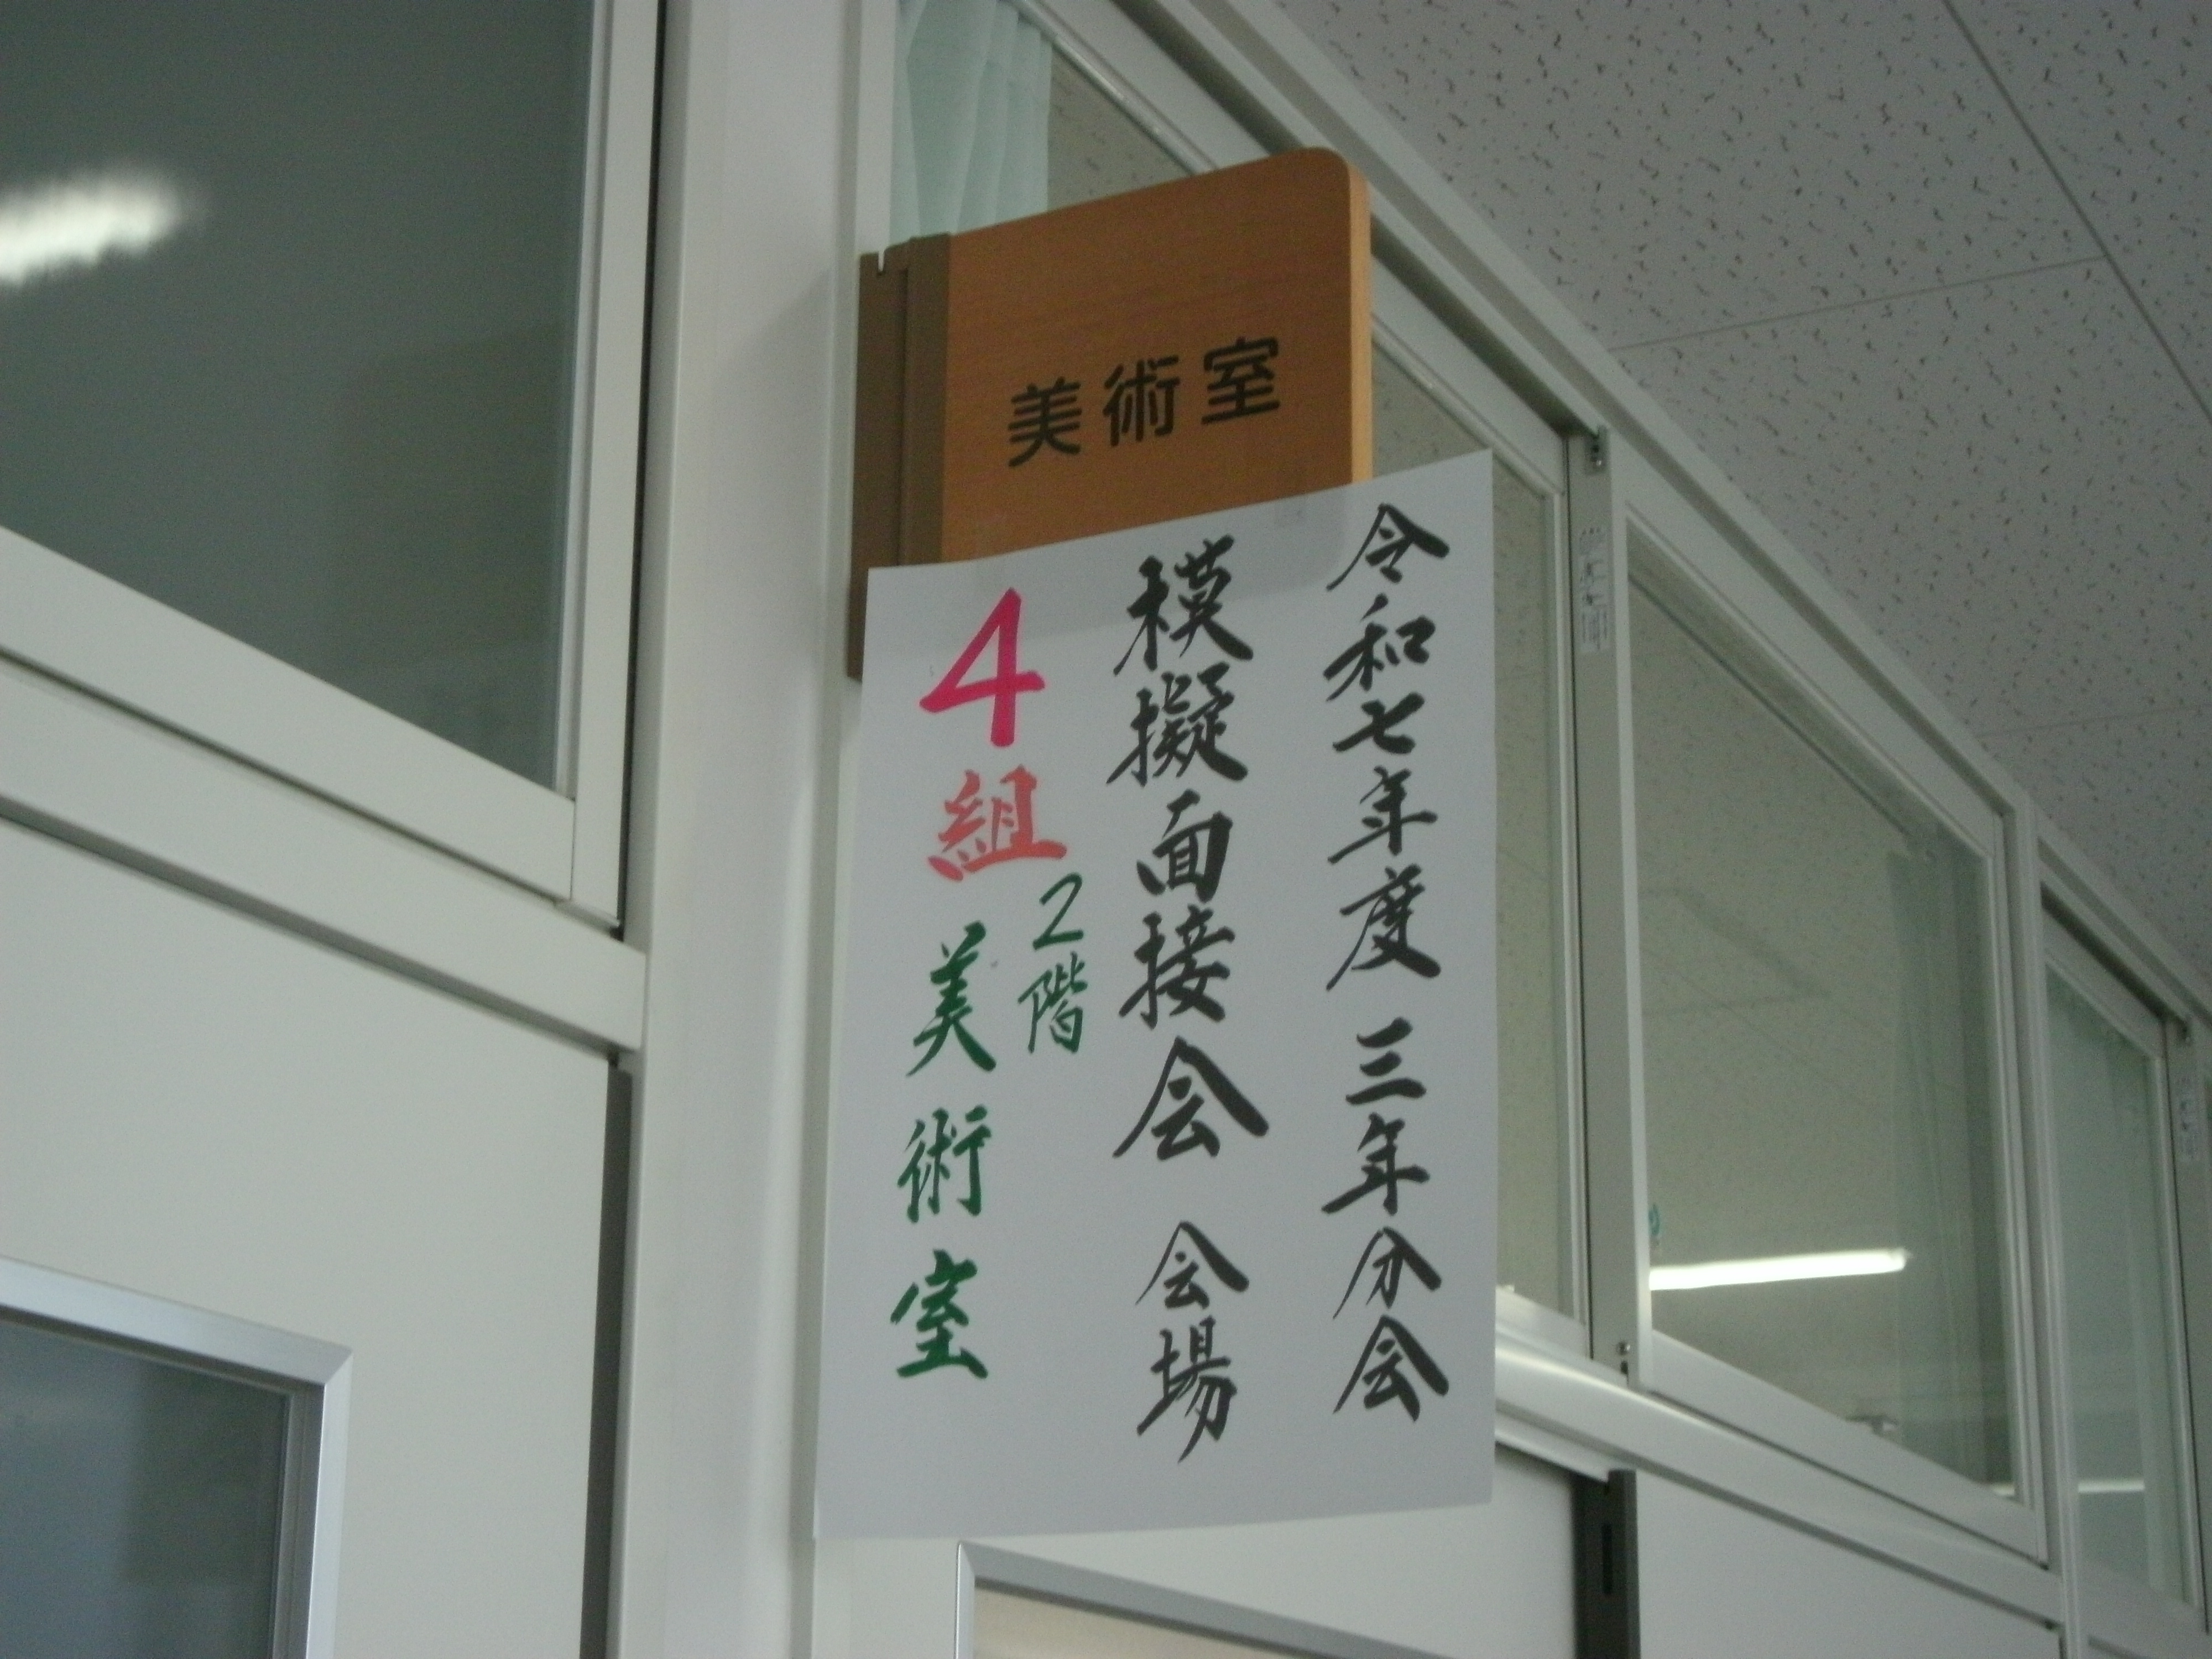 美術室
令和七年度 三年分会
模擬面接会 会場
4組
2階
美術室